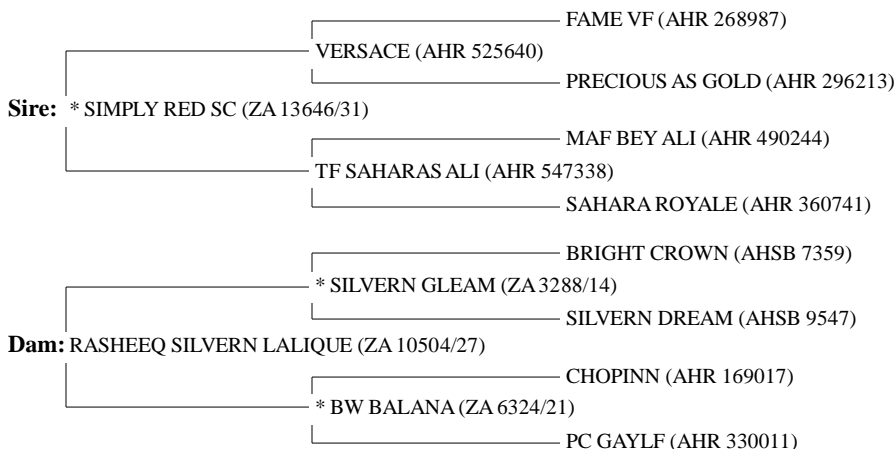 FAME VF (AHR 268987)
VERSACE (AHR 525640)
PRECIOUS AS GOLD (AHR 296213)
Sire: * SIMPLY RED SC (ZA 13646/31)
MAF BEY ALI (AHR 490244)
TF SAHARAS ALI (AHR 547338)
SAHARA ROYALE (AHR 360741)
BRIGHT CROWN (AHSB 7359)
* SILVERN GLEAM (ZA 3288/14)
SILVERN DREAM (AHSB 9547)
Dam: RASHEEQ SILVERN LALIQUE (ZA 10504/27)
CHOPINN (AHR 169017)
* BW BALANA (ZA 6324/21)
PC GAYLF (AHR 330011)